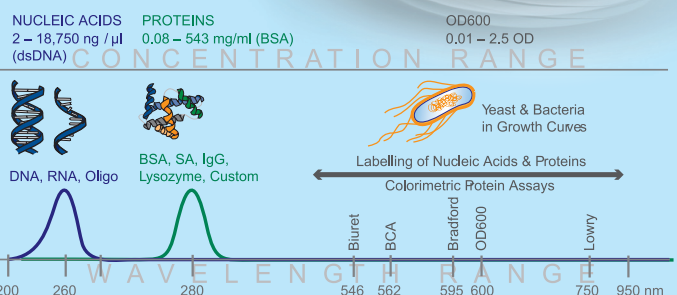 NUCLEIC ACIDS
2 – 18,750 ng / µl
(dsDNA)
PROTEINS
0.08 – 543 mg/ml (BSA)
OD600
0.01 – 2.5 OD
CONCENTRATION RANGE
Yeast & Bacteria
in Growth Curves
DNA, RNA, Oligo
BSA, SA, IgG,
Lysozyme, Custom
Labelling of Nucleic Acids & Proteins
Colorimetric Protein Assays
Biuret
BCA
Bradford
OD600
Lowry
WAVELENGTH RANGE
200 260 280 546 562 595 600 750 950 nm